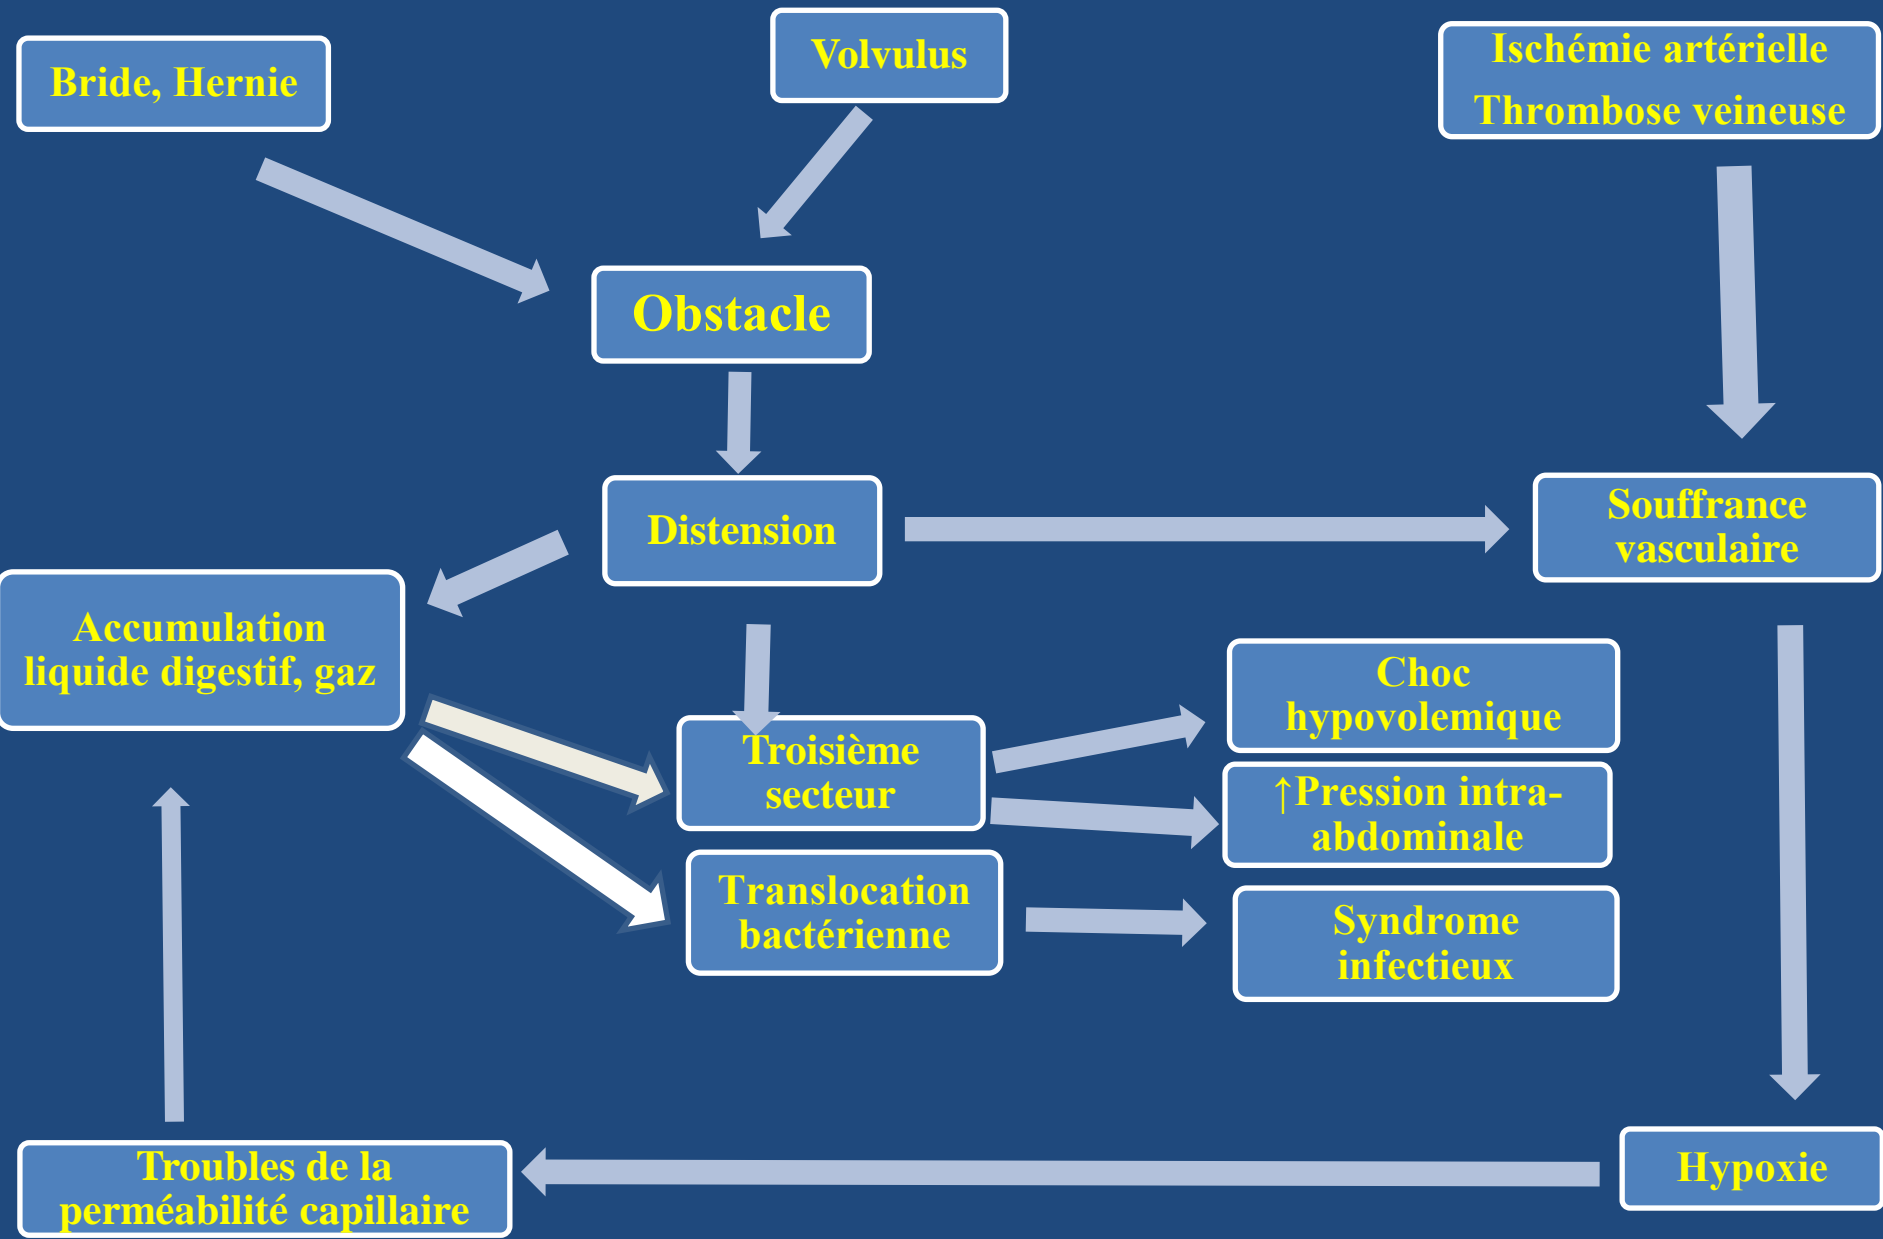 Bride, Hernie
Volvulus
Ischémie artérielle
Thrombose veineuse
Obstacle
Distension
Souffrance
vasculaire
Accumulation
liquide digestif, gaz
Troisième
secteur
Choc
hypovolemique
↑Pression intra-
abdominale
Translocation
bactérienne
Syndrome
infectieux
Troubles de la
perméabilité capillaire
Hypoxie